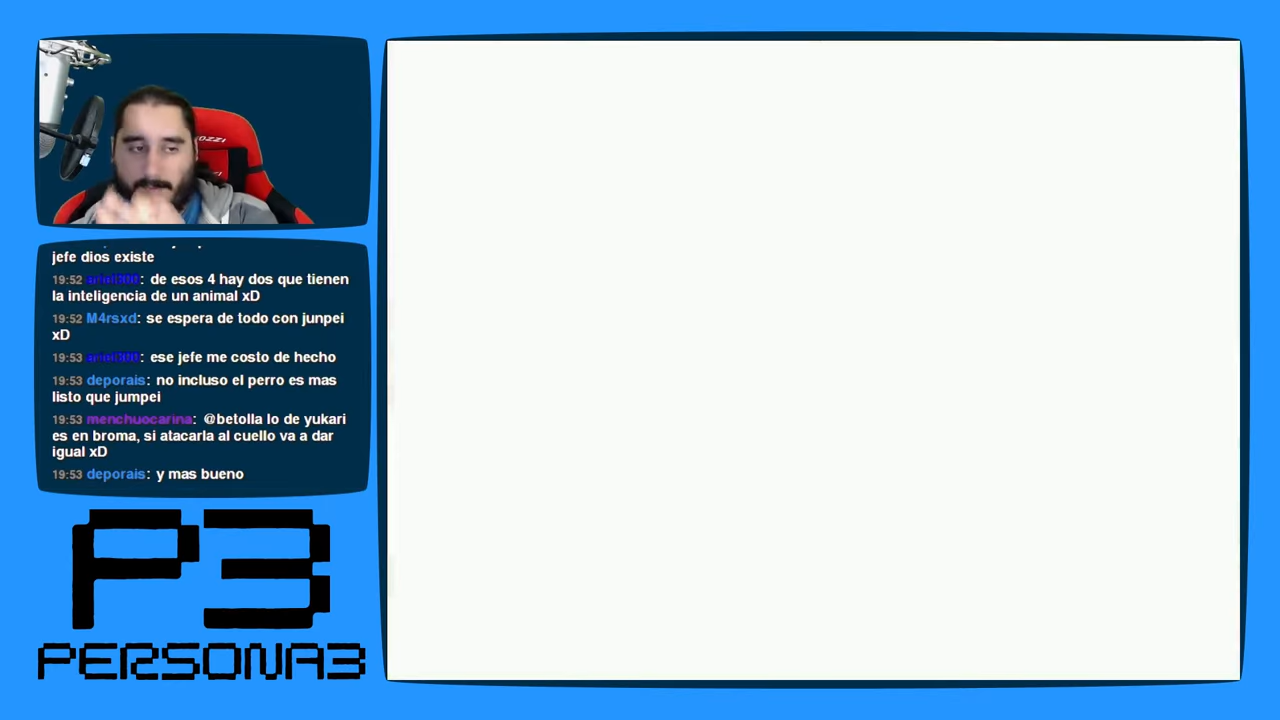 OZZI
jefe dios existe
19:52 : de esos 4 hay dos que tienen
la inteligencia de un animal xD
19:52 M4rsxd: se espera de todo con junpei
xD
19:53 : ese jefe me costo de hecho
19:53 deporais: no incluso el perro es mas
listo que jumpei
19:53 menchuocarina: @betolla lo de yukari
es en broma, si atacarla al cuello va a dar
igual xD
19:53 deporais: y mas bueno
P3
PERSONA3